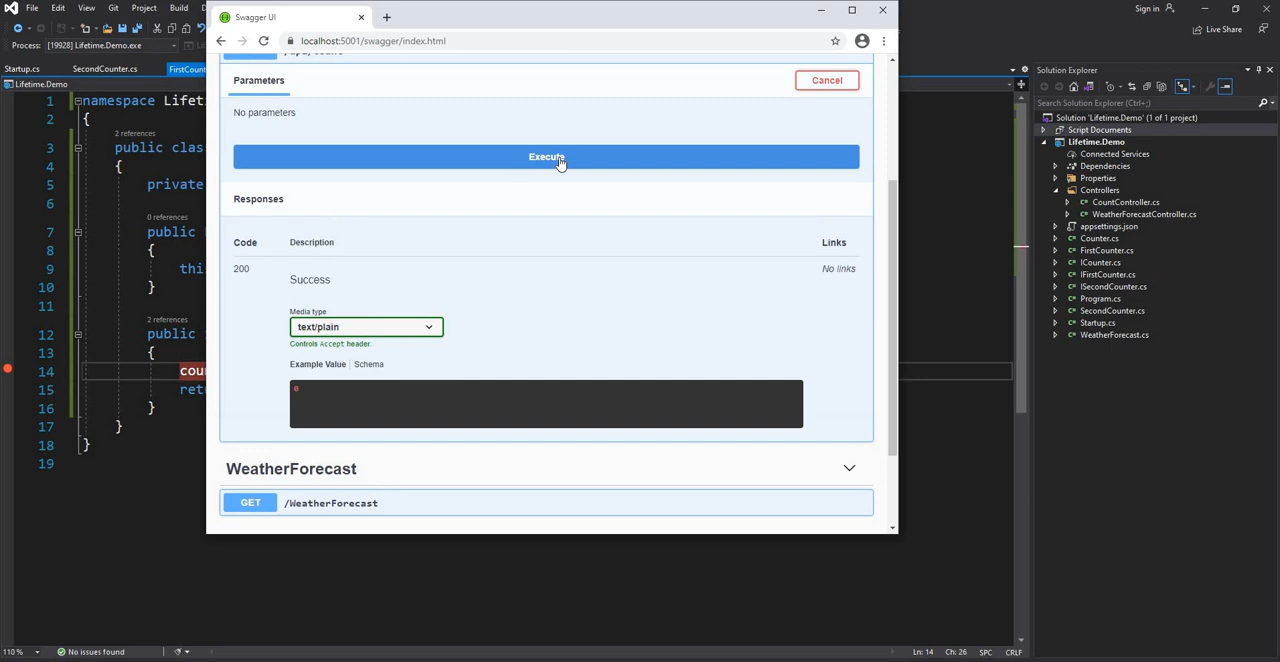 File Edit View Git Project Build
Sign in
Live Share
Process: [19928] Lifetime.Demo.exe
Startup.cs SecondCounter.cs FirstCount
Lifetime.Demo
Swagger UI
localhost:5001/swagger/index.html
Parameters
Cancel
No parameters
Execute
Responses
Code Description Links
200
Success
No links
Media type
text/plain
Controls Accept header.
Example Value Schema
0
WeatherForecast
GET /WeatherForecast
1 namespace Lifet
2 {
2 references
3 public clas
4 {
5 private
6
0 references
7 public
8 {
9 thi
10 }
11
2 references
12 public
13 {
14 cou
15 ret
16 }
17 }
18 }
19
110 %
No issues found
Ln: 14 Ch: 26 SPC CRLF
Solution Explorer
Search Solution Explorer (Ctrl+;)
Solution 'Lifetime.Demo' (1 of 1 project)
Script Documents
Lifetime.Demo
Connected Services
Dependencies
Properties
Controllers
C# CountController.cs
C# WeatherForecastController.cs
appsettings.json
C# Counter.cs
C# FirstCounter.cs
C# ICounter.cs
C# IFirstCounter.cs
C# ISecondCounter.cs
C# Program.cs
C# SecondCounter.cs
C# Startup.cs
C# WeatherForecast.cs